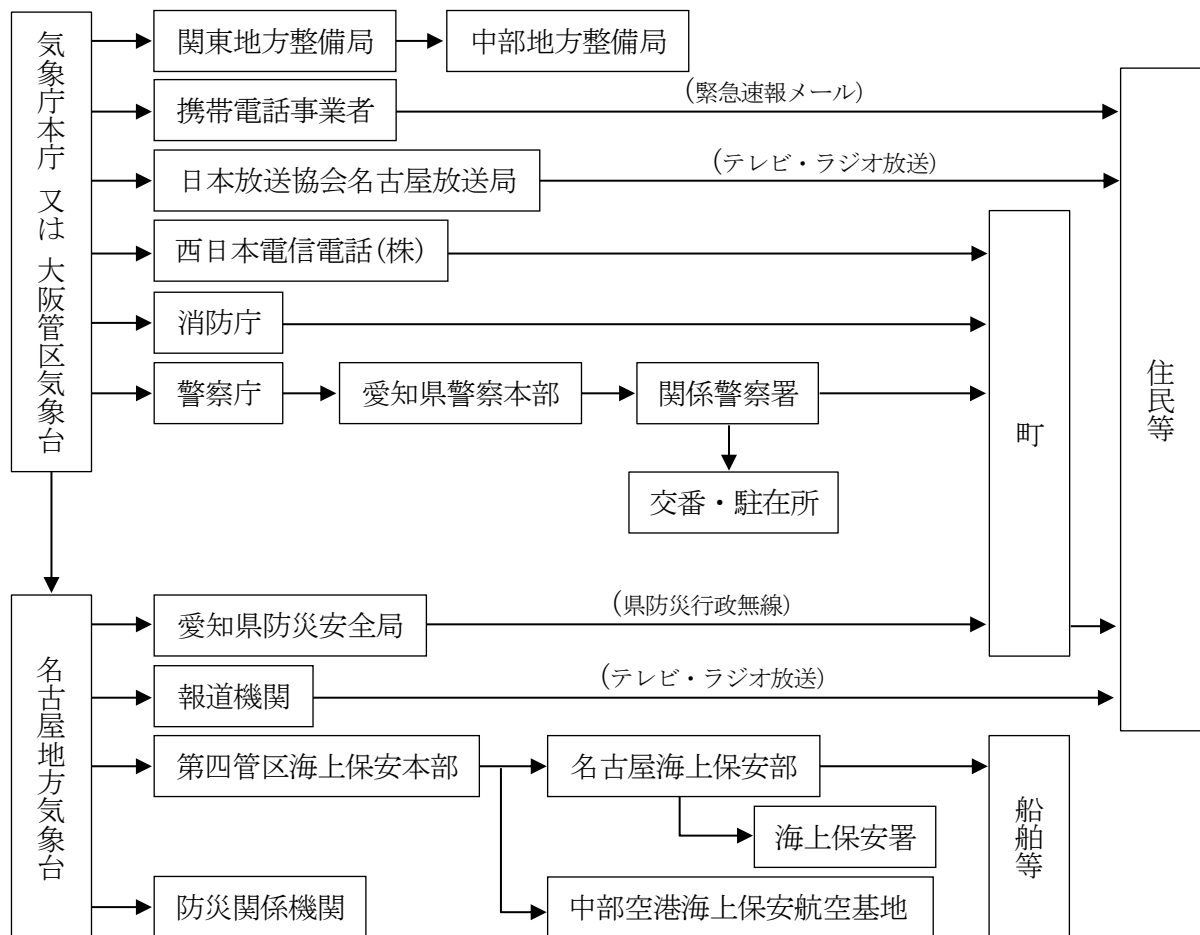 気象庁本庁 又は 大阪管区気象台
関東地方整備局
中部地方整備局
携帯電話事業者
(緊急速報メール)
日本放送協会名古屋放送局
(テレビ・ラジオ放送)
西日本電信電話(株)
消防庁
警察庁
愛知県警察本部
関係警察署
交番・駐在所
町
住民等
名古屋地方気象台
愛知県防災安全局
(県防災行政無線)
報道機関
(テレビ・ラジオ放送)
第四管区海上保安本部
名古屋海上保安部
海上保安署
船舶等
防災関係機関
中部空港海上保安航空基地